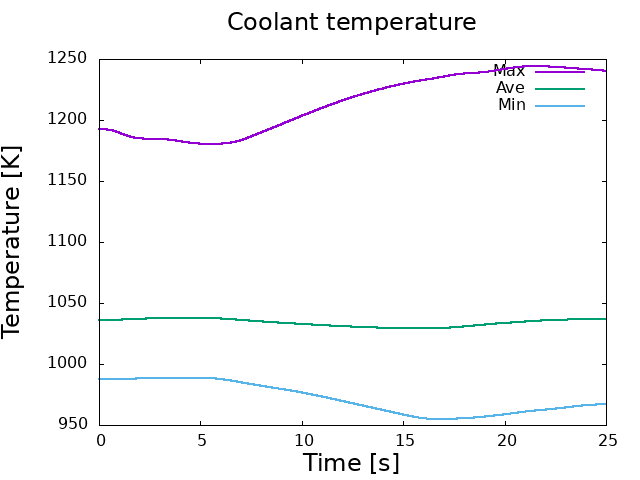 Coolant temperature
Temperature [K]
1250
1200
1150
1100
1050
1000
950
Max
Ave
Min
0 5 10 15 20 25
Time [s]